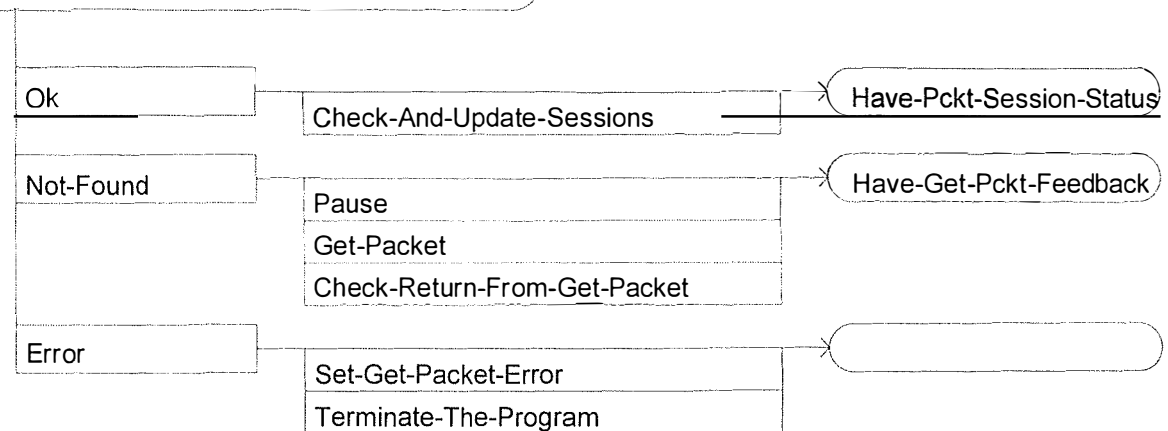 Ok
Check-And-Update-Sessions
Have-Pckt-Session-Status
Not-Found
Pause
Get-Packet
Check-Return-From-Get-Packet
Have-Get-Pckt-Feedback
Error
Set-Get-Packet-Error
Terminate-The-Program